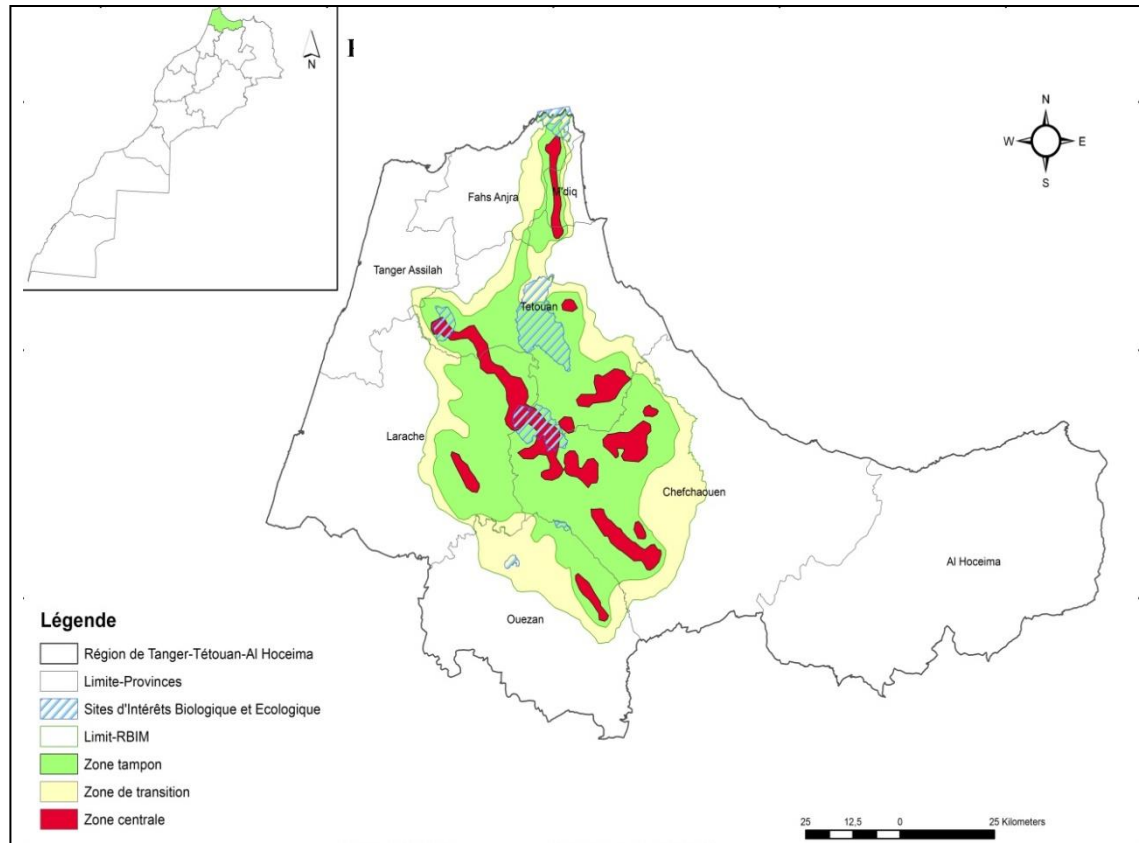 N
N
W E
S
Fahs Anjra
M'diq
Tanger Assilah
Tetouan
Larache
Chefchaouen
Al Hoceima
Ouezan
Légende
Région de Tanger-Tétouan-Al Hoceima
Limite-Provinces
Sites d'Intérêts Biologique et Ecologique
Limit-RBIM
Zone tampon
Zone de transition
Zone centrale
25 12,5 0 25 Kilometers